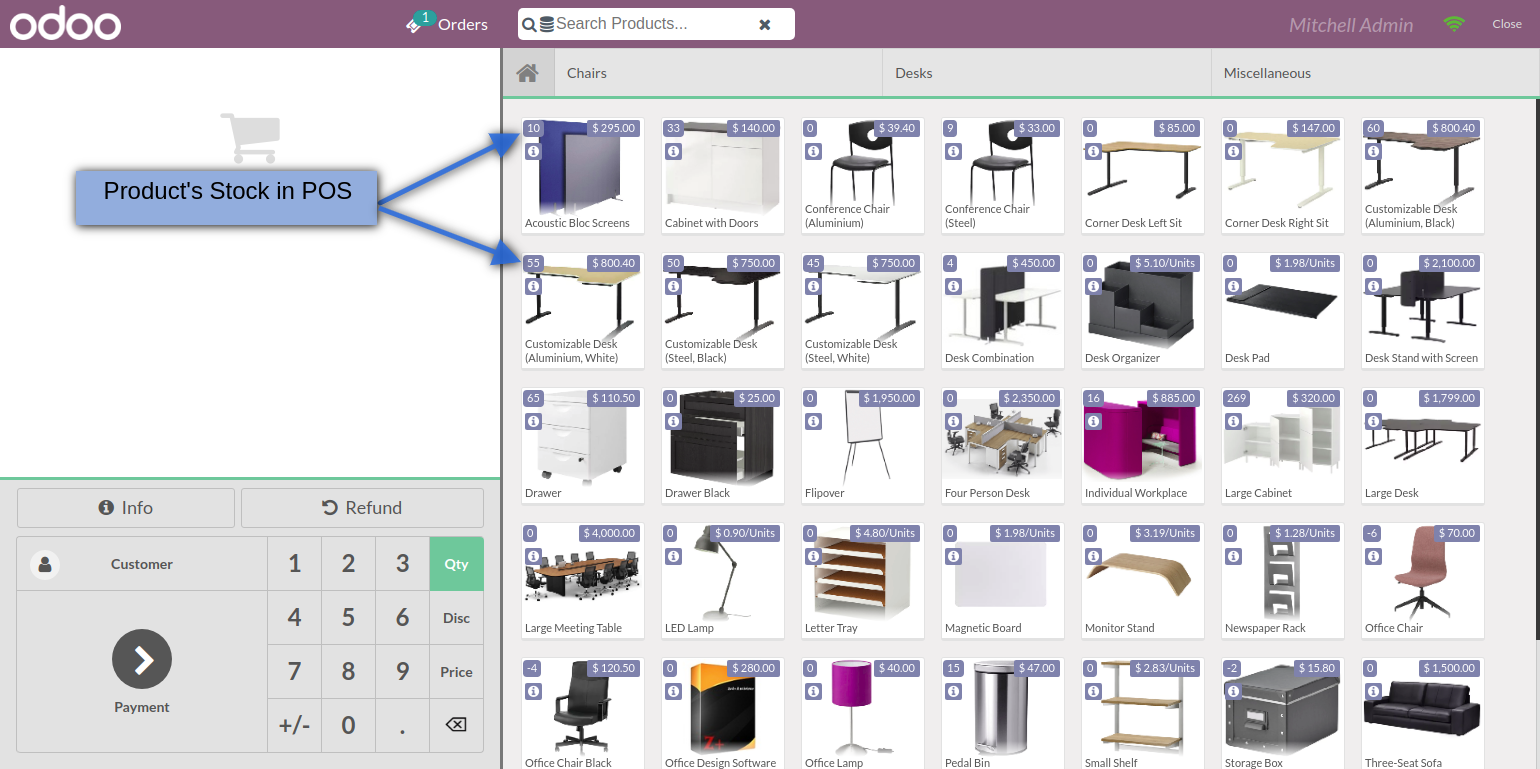 odoo
1
Orders
Search Products...
Mitchell Admin
Close
Product's Stock in POS
Chairs
Desks
Miscellaneous
10
$ 295.00
Acoustic Bloc Screens
33
$ 140.00
Cabinet with Doors
0
$ 39.40
Conference Chair
(Aluminium)
9
$ 33.00
Conference Chair
(Steel)
0
$ 85.00
Corner Desk Left Sit
0
$ 147.00
Corner Desk Right Sit
60
$ 800.40
Customizable Desk
(Aluminium, Black)
55
$ 800.40
Customizable Desk
(Aluminium, White)
50
$ 750.00
Customizable Desk
(Steel, Black)
45
$ 750.00
Customizable Desk
(Steel, White)
4
$ 450.00
Desk Combination
0
$ 5.10/Units
Desk Organizer
0
$ 1.98/Units
Desk Pad
0
$ 2,100.00
Desk Stand with Screen
65
$ 110.50
Drawer
0
$ 25.00
Drawer Black
0
$ 1,950.00
Flipover
0
$ 2,350.00
Four Person Desk
16
$ 885.00
Individual Workplace
269
$ 320.00
Large Cabinet
0
$ 1,799.00
Large Desk
0
$ 4,000.00
Large Meeting Table
0
$ 0.90/Units
LED Lamp
0
$ 4.80/Units
Letter Tray
0
$ 1.98/Units
Magnetic Board
0
$ 3.19/Units
Monitor Stand
0
$ 1.28/Units
Newspaper Rack
-6
$ 70.00
Office Chair
-4
$ 120.50
Office Chair Black
0
$ 280.00
Z+
Office Design Software
0
$ 40.00
Office Lamp
15
$ 47.00
Pedal Bin
0
$ 2.83/Units
Small Shelf
-2
$ 15.80
Storage Box
0
$ 1,500.00
Three-Seat Sofa
Info
Refund
Customer
1
2
3
Qty
4
5
6
Disc
7
8
9
Price
Payment
+/-
0
.